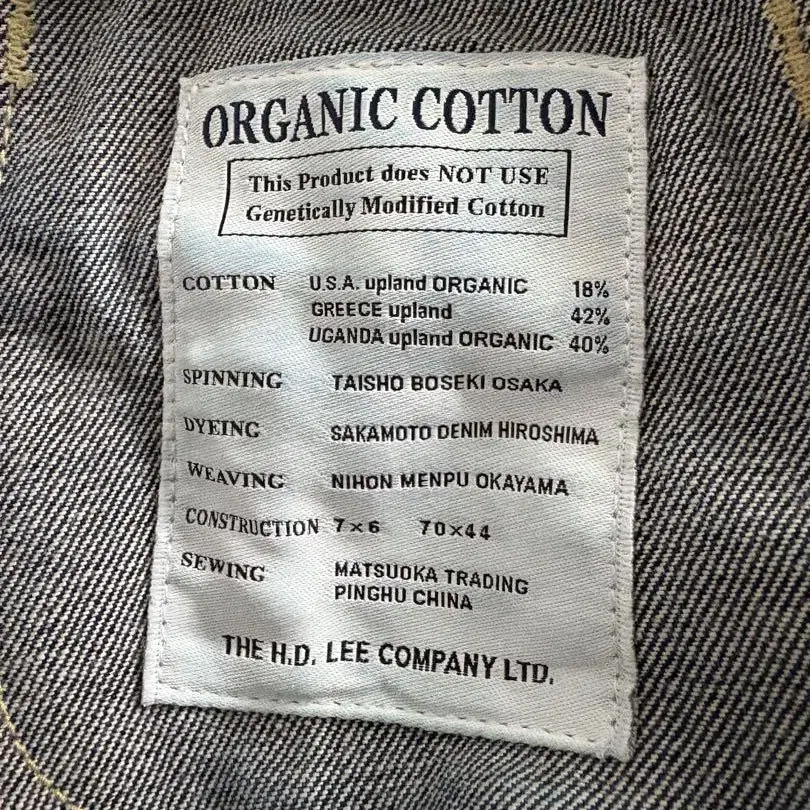 ORGANIC COTTON
This Product does NOT USE
Genetically Modified Cotton
COTTON U.S.A. upland ORGANIC 18%
GREECE upland 42%
UGANDA upland ORGANIC 40%
SPINNING TAISHO BOSEKI OSAKA
DYEING SAKAMOTO DENIM HIROSHIMA
WEAVING NIHON MENPU OKAYAMA
CONSTRUCTION 7×6 70×44
SEWING MATSUOKA TRADING
PINGHU CHINA
THE H.D. LEE COMPANY LTD.